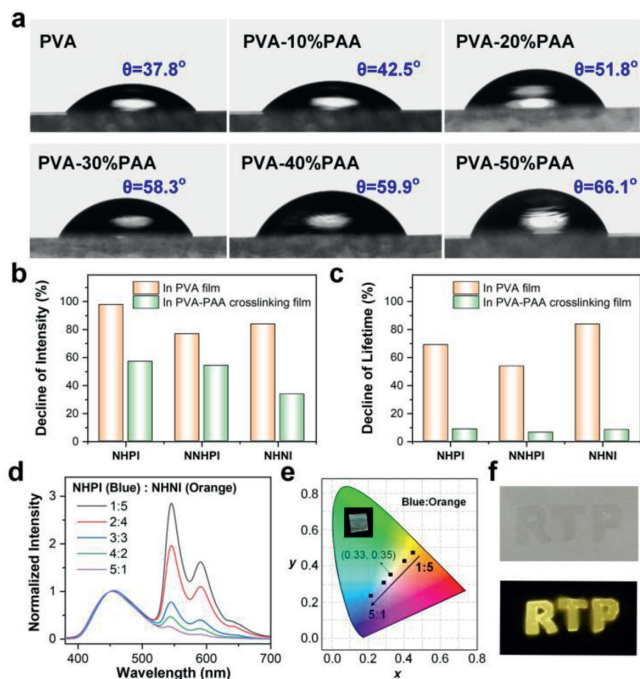 a
PVA
θ=37.8°
PVA-10%PAA
θ=42.5°
PVA-20%PAA
θ=51.8°
PVA-30%PAA
θ=58.3°
PVA-40%PAA
θ=59.9°
PVA-50%PAA
θ=66.1°
b
In PVA film
In PVA-PAA crosslinking film
Decline of Intensity (%)
100
80
60
40
20
0
NHPI
NNHPI
NHNI
c
In PVA film
In PVA-PAA crosslinking film
Decline of Lifetime (%)
100
80
60
40
20
0
NHPI
NNHPI
NHNI
d
NHPI (Blue) : NHNI (Orange)
1:5
2:4
3:3
4:2
5:1
Normalized Intensity
3
2
1
0
400
500
600
700
Wavelength (nm)
e
Blue:Orange
(0.33, 0.35)
1:5
5:1
y
0.8
0.6
0.4
0.2
0.0
0.0
0.2
0.4
0.6
0.8
x
f
RTP
RTP